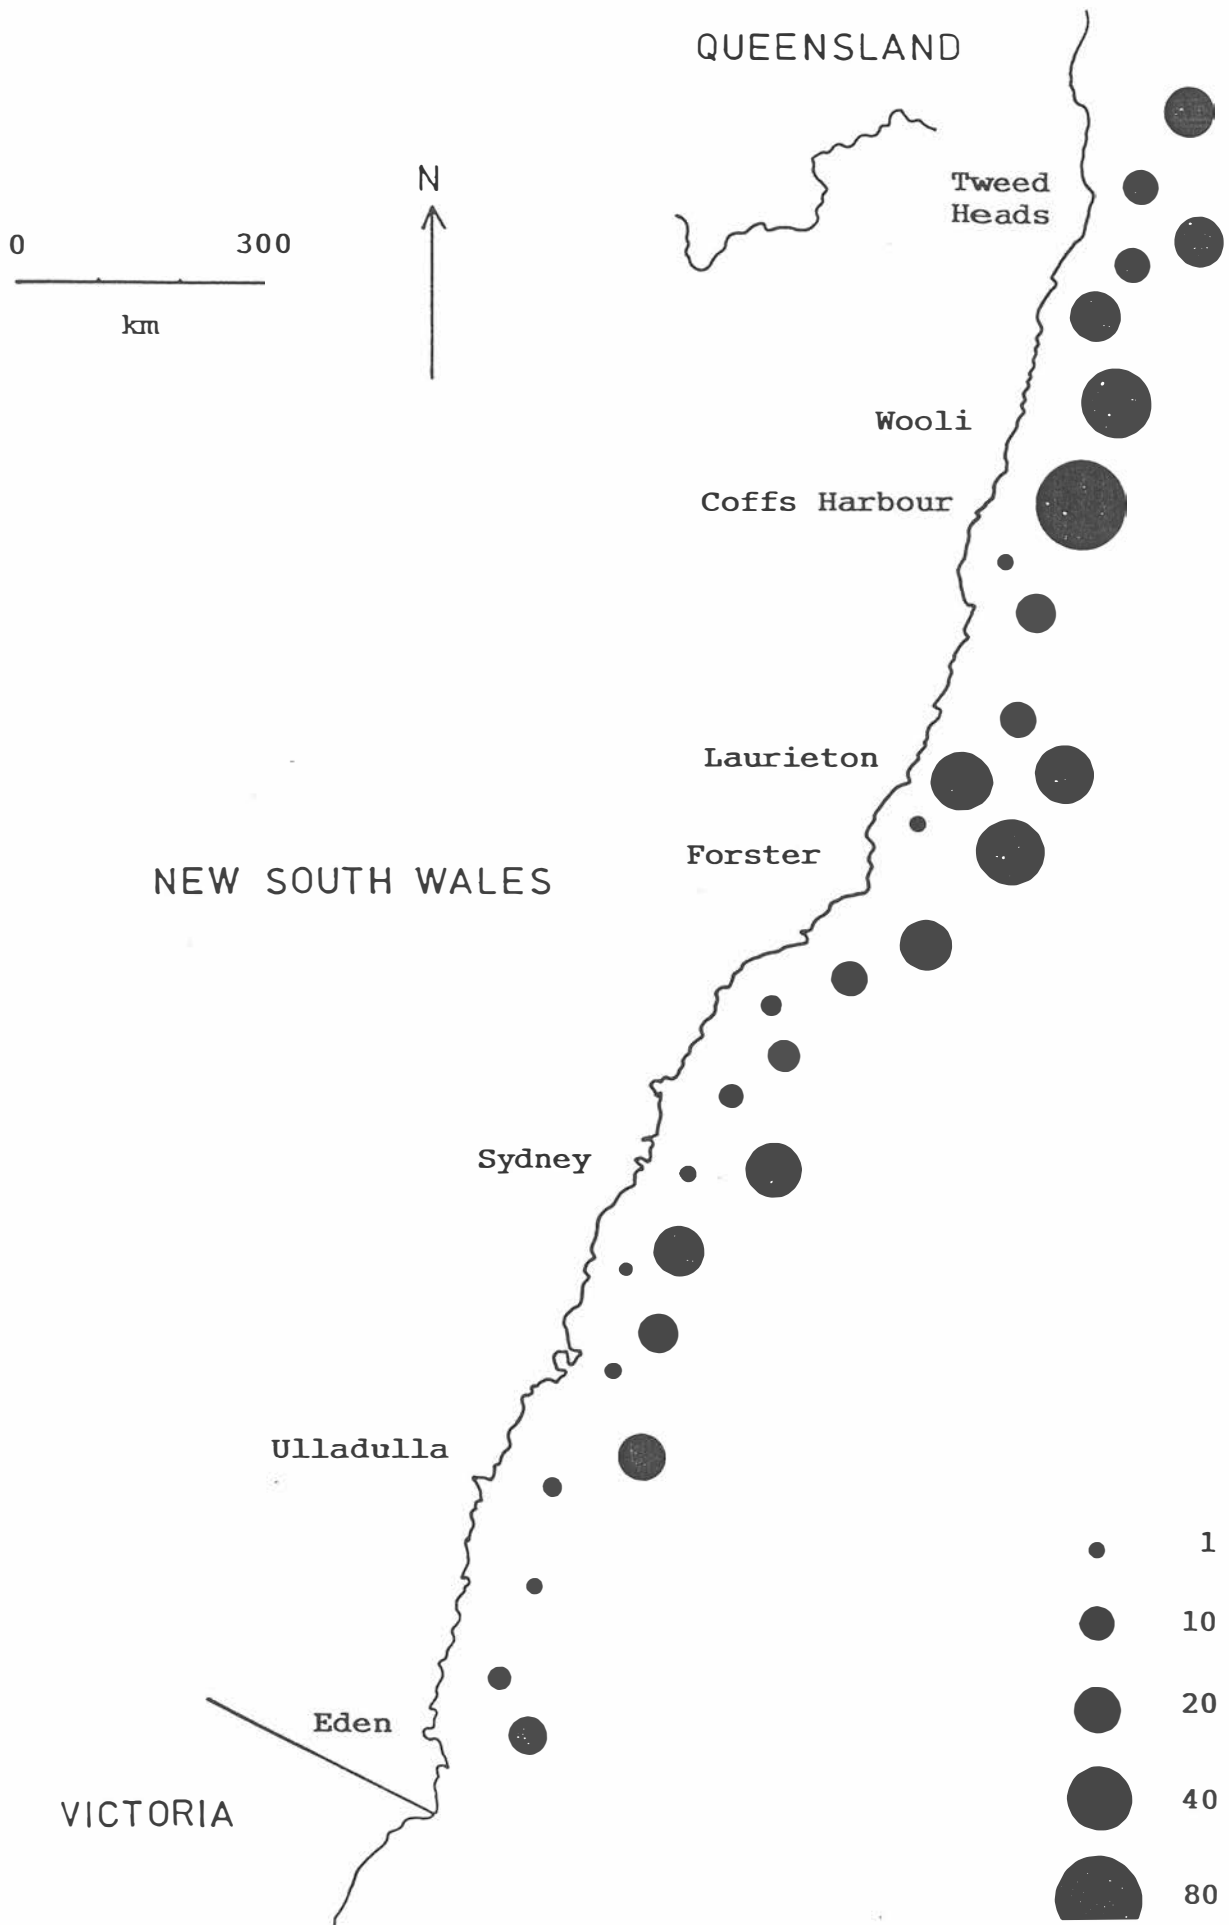 QUEENSLAND
N
Tweed
Heads
0 300
km
Wooli
Coffs Harbour
Laurieton
Forster
NEW SOUTH WALES
Sydney
Ulladulla
1
10
Eden
20
VICTORIA
40
80